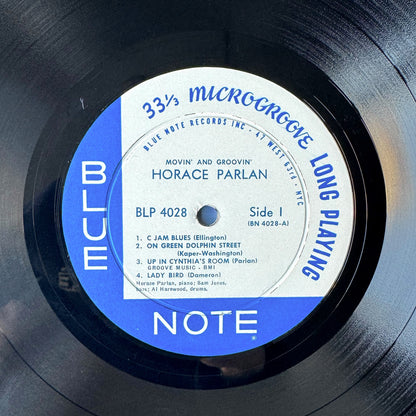 33⅓ MICROGROOVE LONG PLAYING
BLUE NOTE RECORDS INC · 47 WEST 63rd · NYC
MOVIN' AND GROOVIN'
HORACE PARLAN
BLP 4028 Side 1
(BN 4028-A)
1. C JAM BLUES (Ellington)
2. ON GREEN DOLPHIN STREET
(Kaper-Washington)
3. UP IN CYNTHIA'S ROOM (Parlan)
GROOVE MUSIC - BMI
4. LADY BIRD (Dameron)
Horace Parlan, piano; Sam Jones,
bass; Al Harewood, drums.
BLUE
NOTE